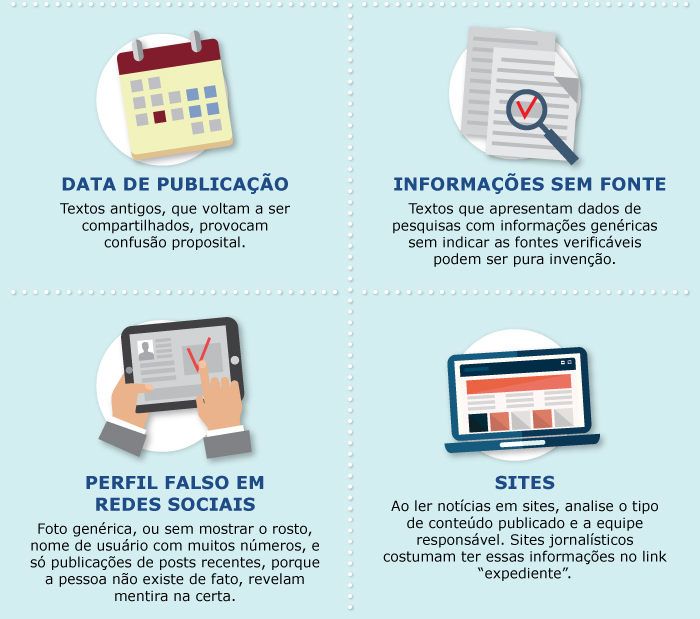 DATA DE PUBLICAÇÃO
Textos antigos, que voltam a ser
compartilhados, provocam
confusão proposital.
INFORMAÇÕES SEM FONTE
Textos que apresentam dados de
pesquisas com informações genéricas
sem indicar as fontes verificáveis
podem ser pura invenção.
PERFIL FALSO EM
REDES SOCIAIS
Foto genérica, ou sem mostrar o rosto,
nome de usuário com muitos números, e
só publicações de posts recentes, porque
a pessoa não existe de fato, revelam
mentira na certa.
SITES
Ao ler notícias em sites, analise o tipo
de conteúdo publicado e a equipe
responsável. Sites jornalísticos
costumam ter essas informações no link
“expediente”.